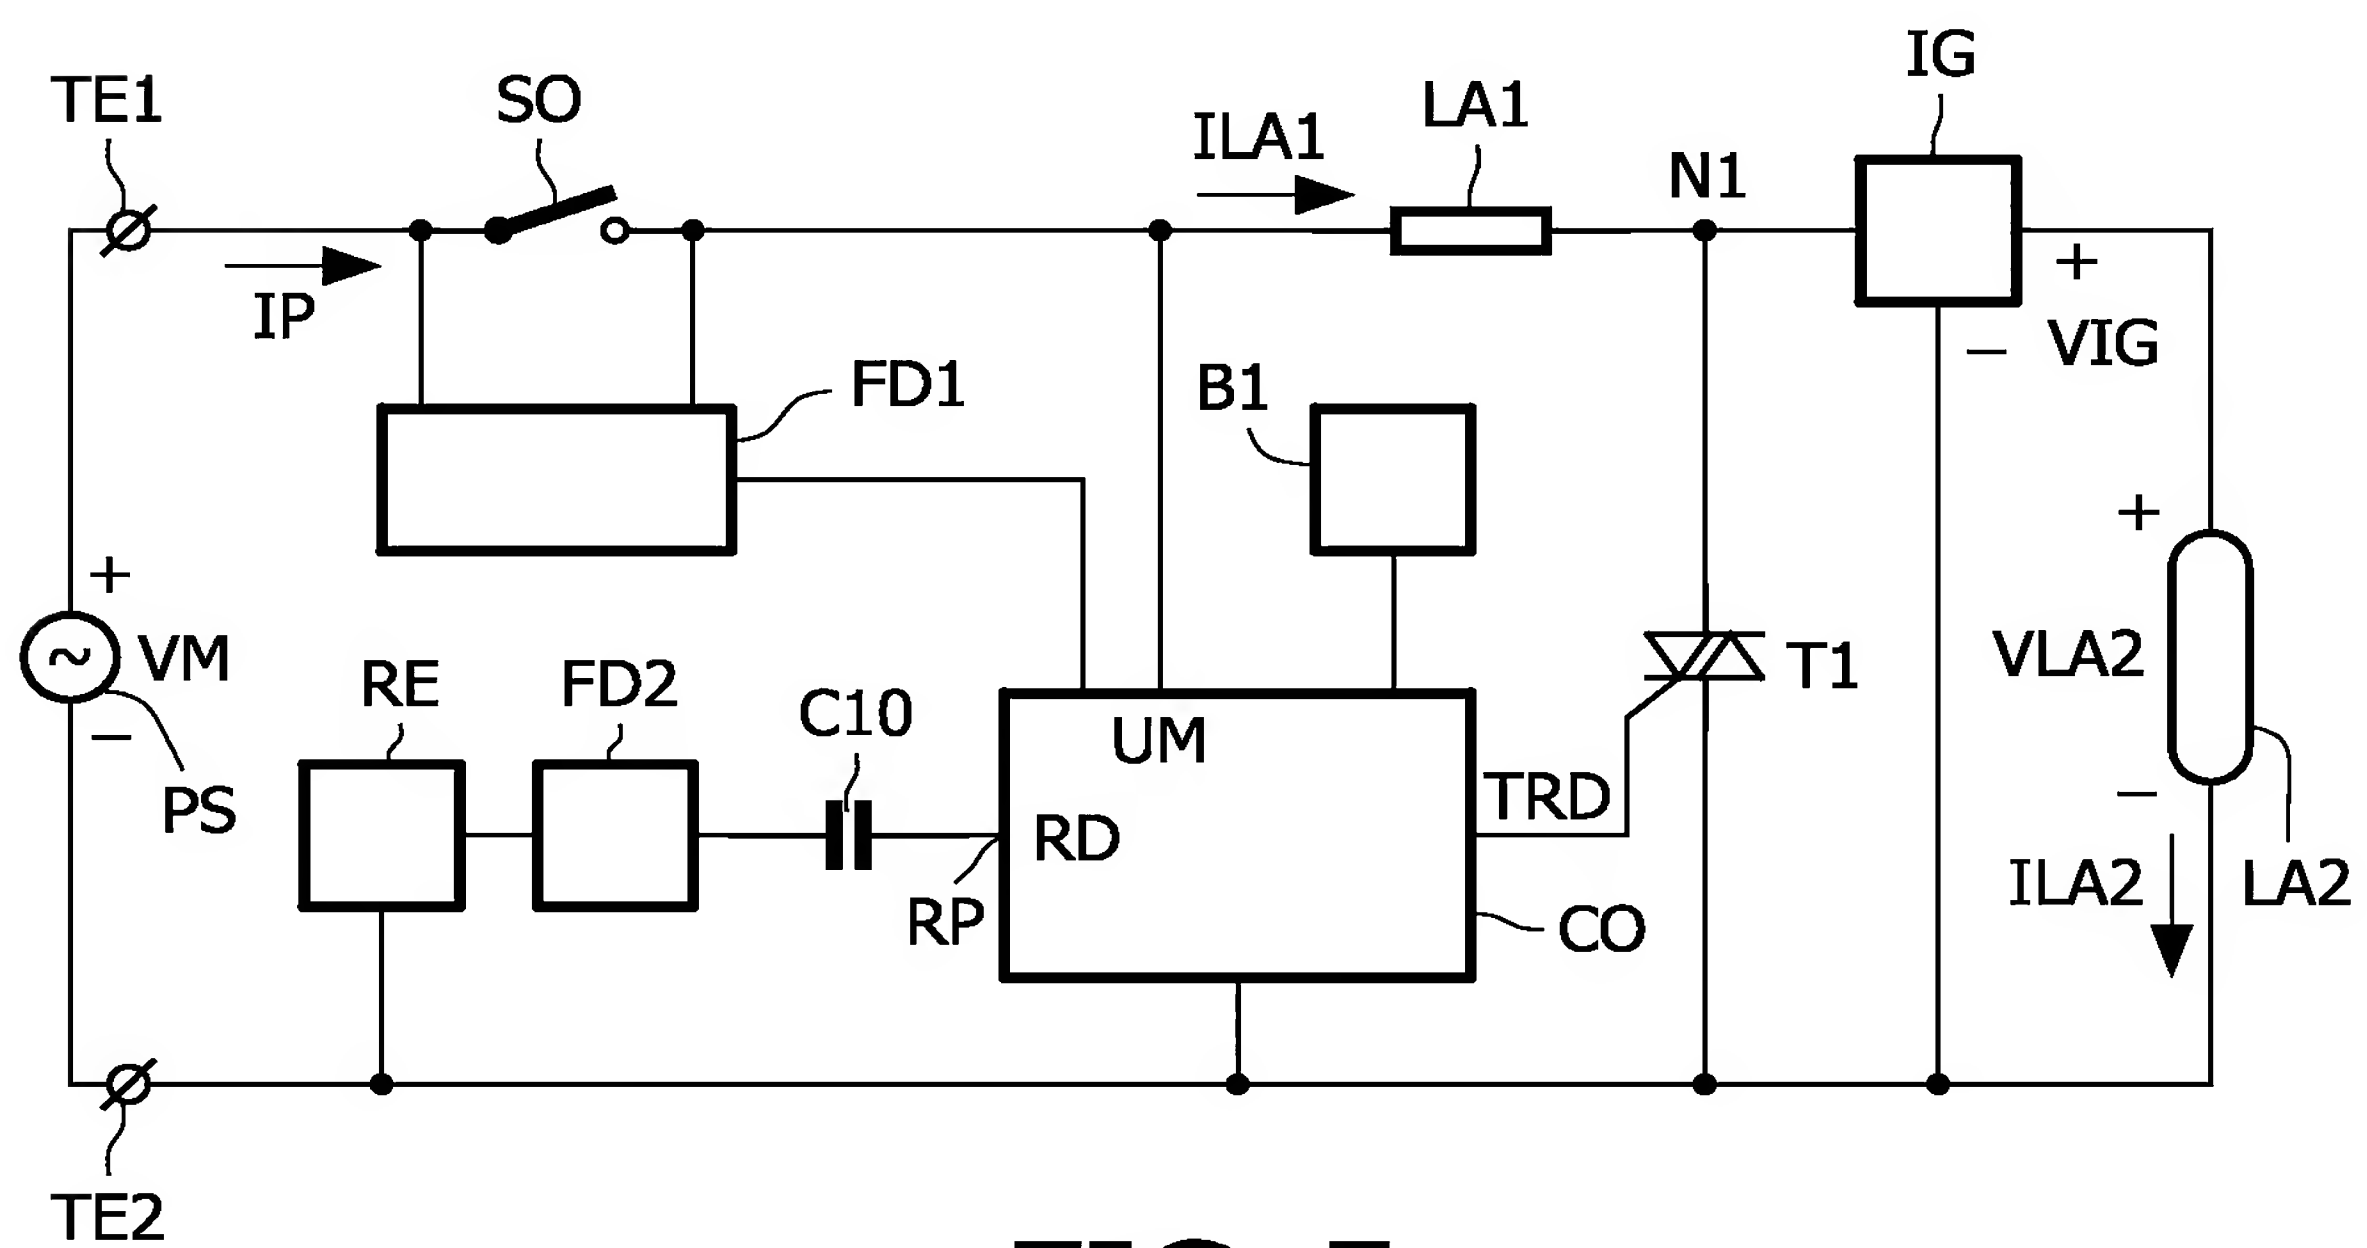 IG
TE1
SO
LA1
ILA1
N1
IP
+
VIG
−
FD1
B1
+
+
VM
VLA2
T1
RE
FD2
C10
UM
−
PS
TRD
−
RD
RP
CO
ILA2
LA2
TE2